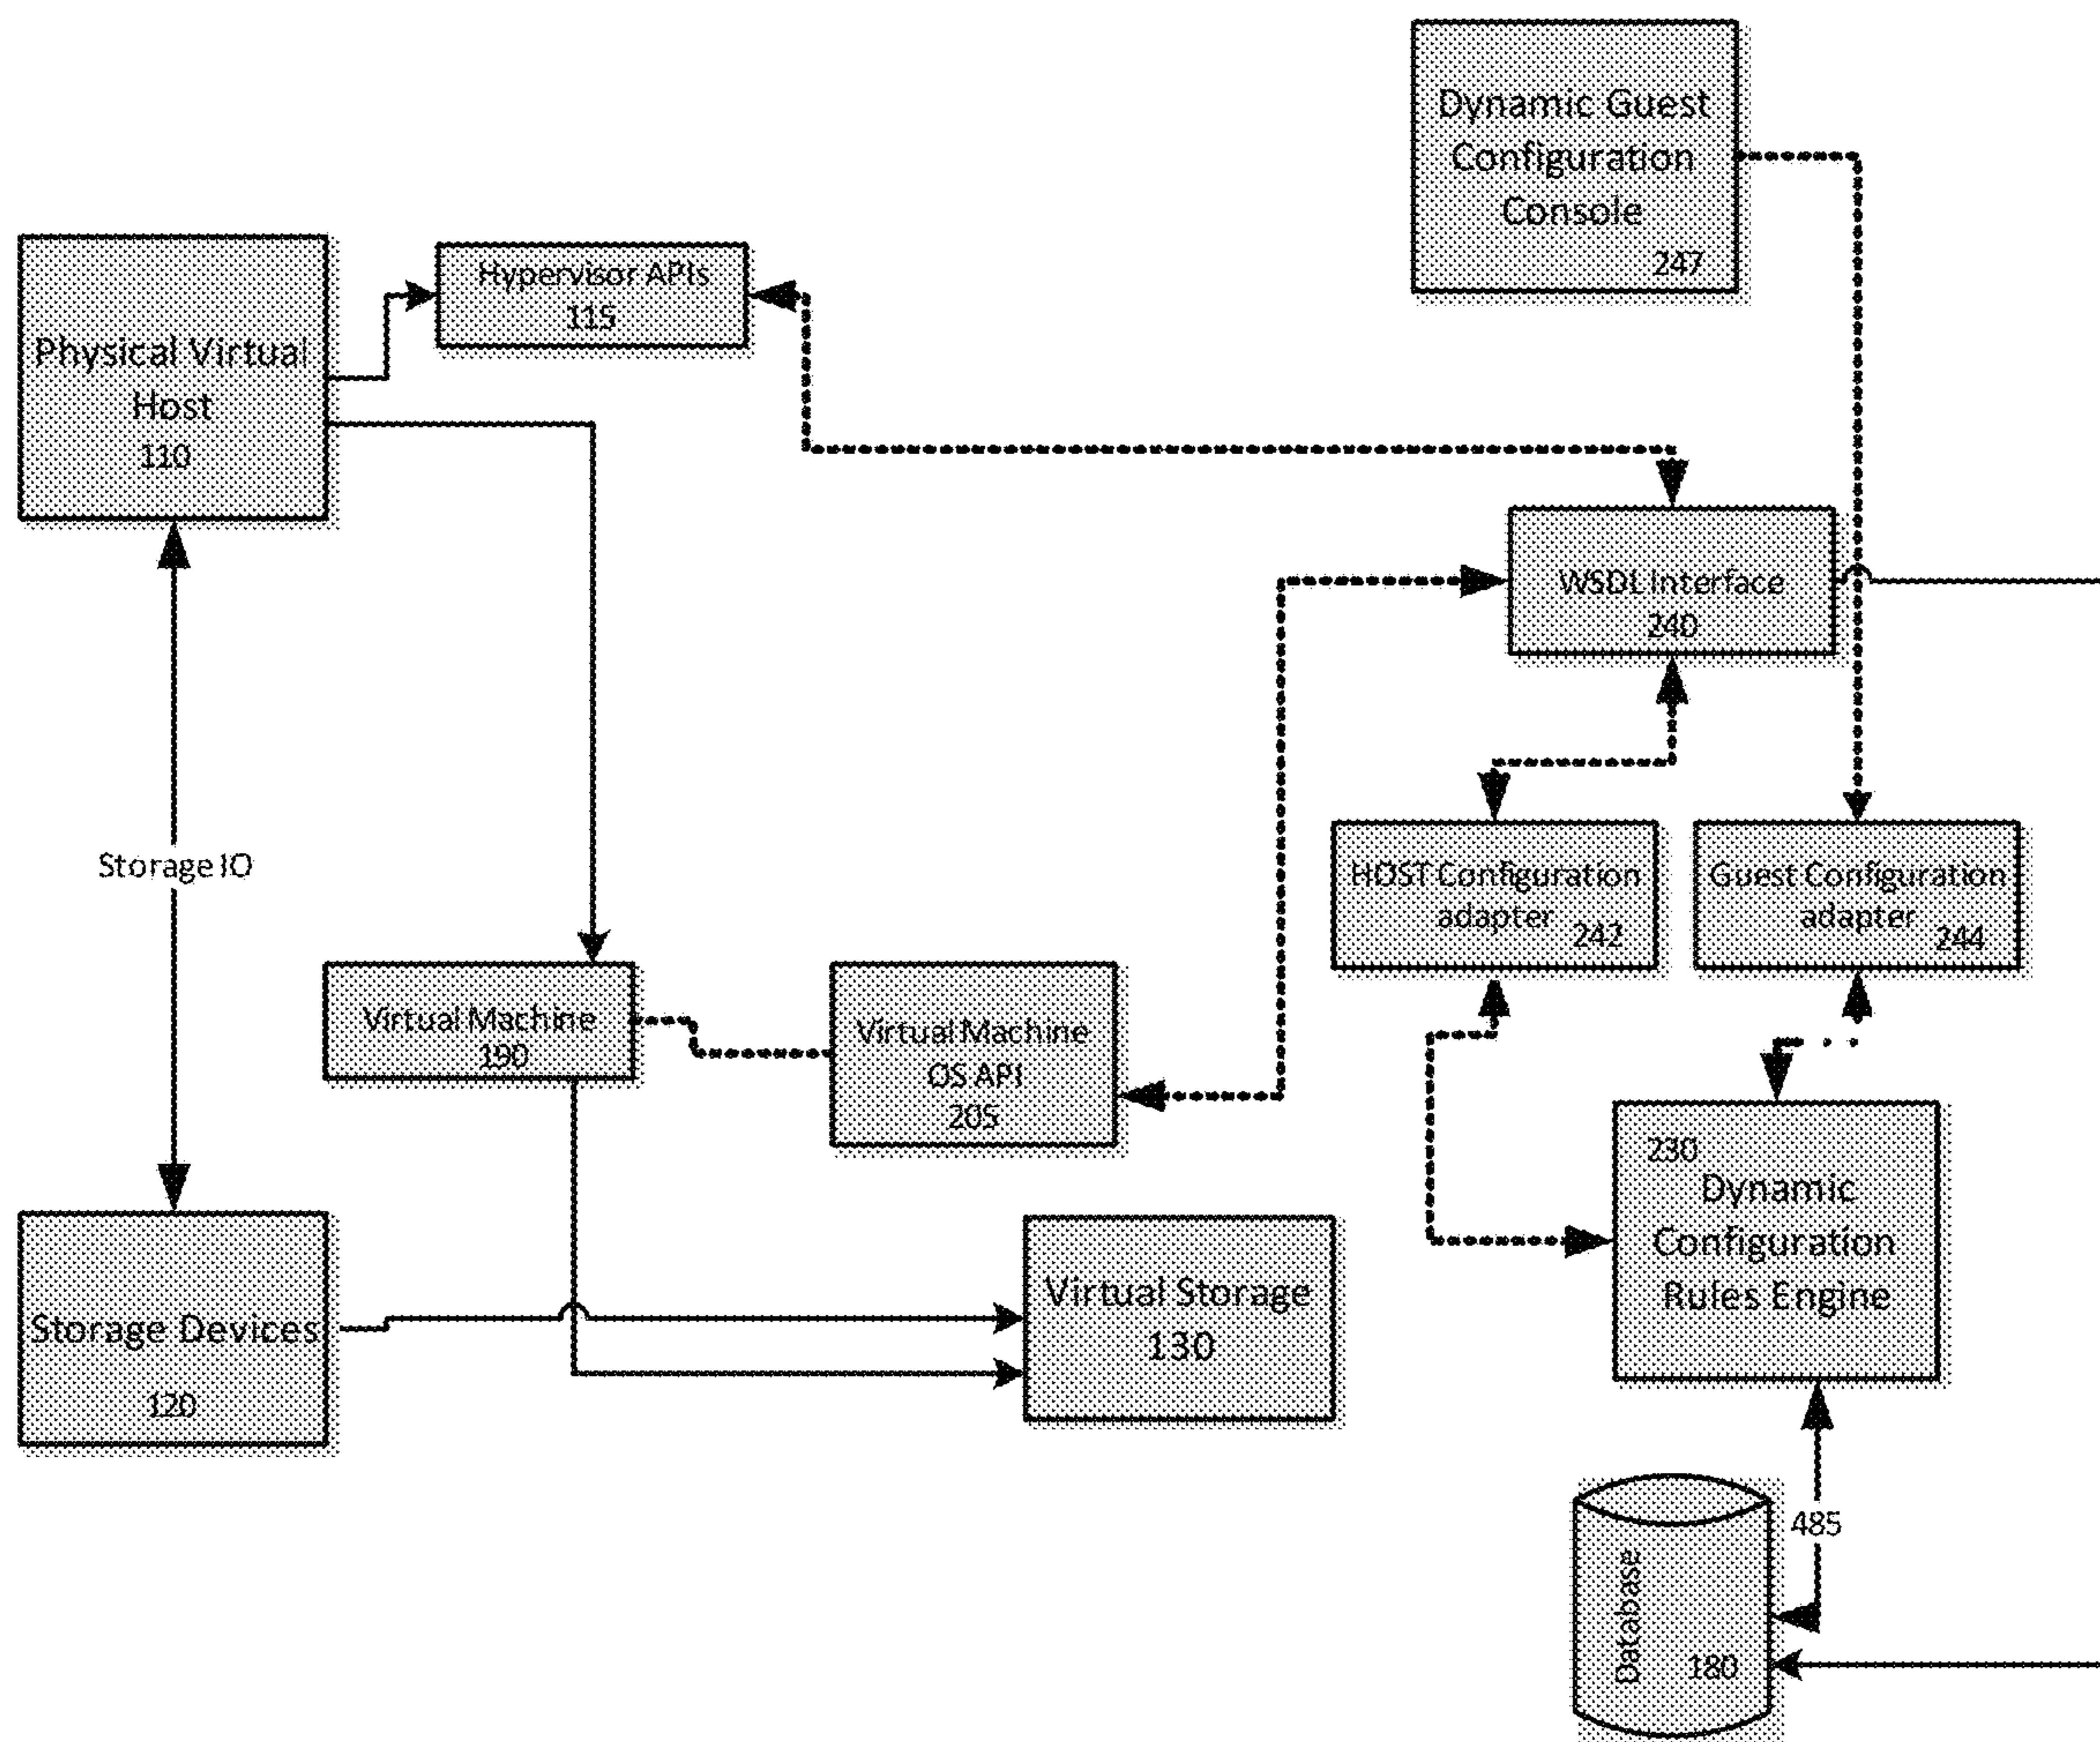 Dynamic Guest
Configuration
Console
247
Hypervisor APIs
115
Physical Virtual
Host
110
WSDL Interface
240
Storage IO
HOST Configuration
adapter
242
Guest Configuration
adapter
244
Virtual Machine
190
Virtual Machine
OS API
205
230
Dynamic
Configuration
Rules Engine
Virtual Storage
130
Storage Devices
120
485
Database
180